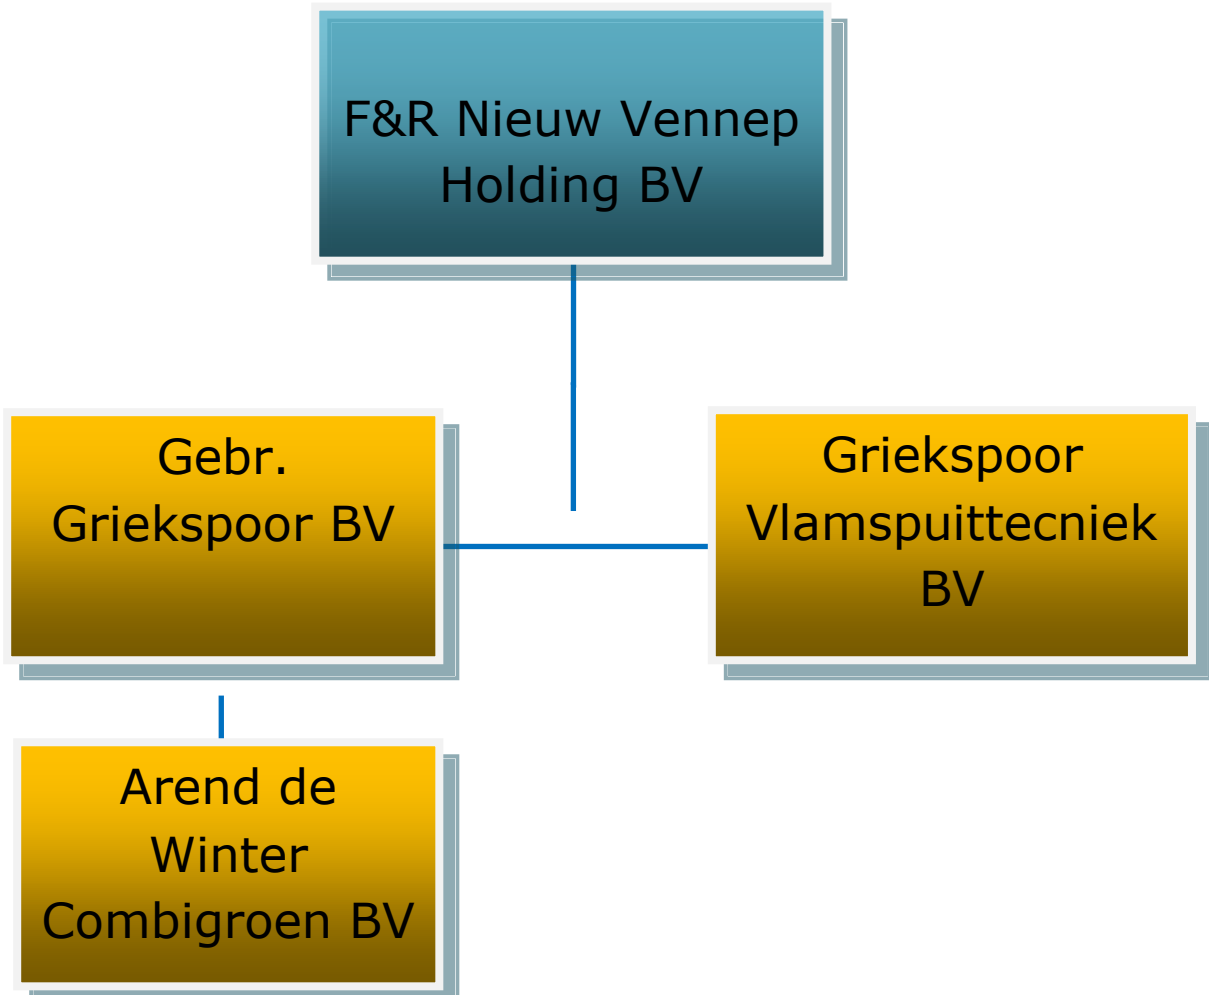 F&R Nieuw Vennep
Holding BV
Gebr.
Griekspoor BV
Griekspoor
Vlamspuittecniek
BV
Arend de
Winter
Combigroen BV